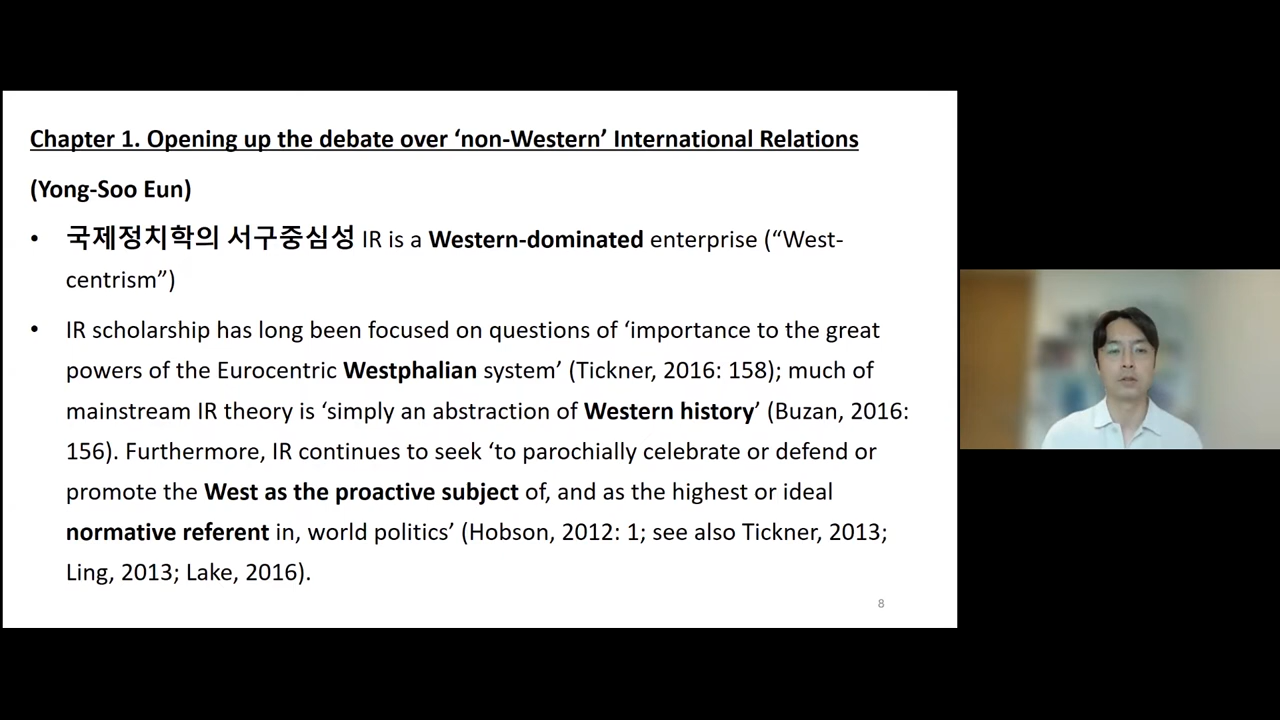 Chapter 1. Opening up the debate over ‘non-Western’ International Relations
(Yong-Soo Eun)
• 국제정치학의 서구중심성 IR is a Western-dominated enterprise (“West-
centrism”)
• IR scholarship has long been focused on questions of ‘importance to the great
powers of the Eurocentric Westphalian system’ (Tickner, 2016: 158); much of
mainstream IR theory is ‘simply an abstraction of Western history’ (Buzan, 2016:
156). Furthermore, IR continues to seek ‘to parochially celebrate or defend or
promote the West as the proactive subject of, and as the highest or ideal
normative referent in, world politics’ (Hobson, 2012: 1; see also Tickner, 2013;
Ling, 2013; Lake, 2016).
8